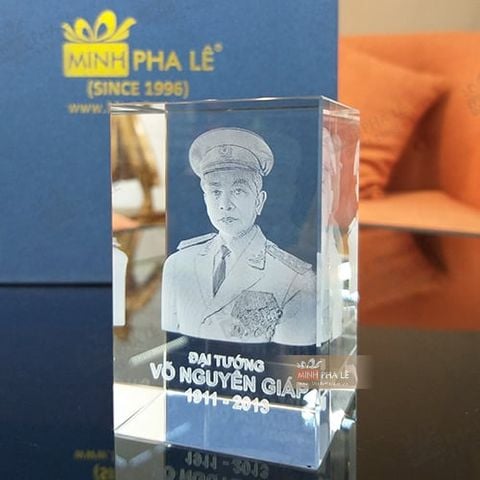 MINH PHA LÊ®
(SINCE 1996)
ĐẠI TƯỚNG
VÕ NGUYÊN GIÁP
1911 - 2013
MINH PHA LÊ